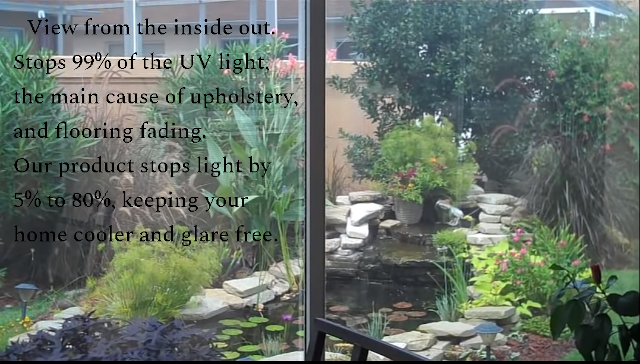 View from the inside out.
Stops 99% of the UV light,
the main cause of upholstery,
and flooring fading.
Our product stops light by
5% to 80%, keeping your
home cooler and glare free.